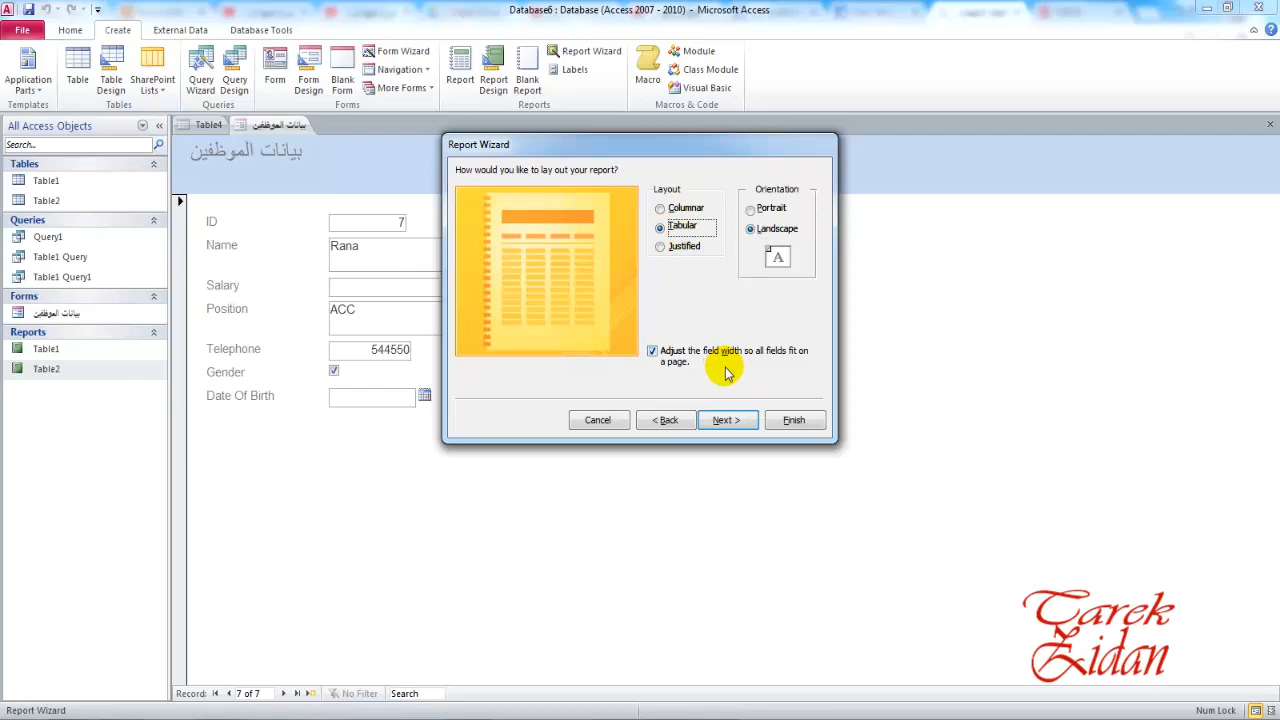 Database6 : Database (Access 2007 - 2010) - Microsoft Access
File Home Create External Data Database Tools
Form Wizard Report Wizard Module
Navigation Labels Class Module
More Forms Visual Basic
Application Parts Table Table Design SharePoint Lists Query Wizard Query Design Form Form Design Blank Form Report Report Design Blank Report Macro
Templates Tables Queries Forms Reports Macros & Code
All Access Objects
Search...
Tables
Table1
Table2
Queries
Query1
Table1 Query
Table1 Query1
Forms
بيانات الموظفين
Reports
Table1
Table2
Table4 بيانات الموظفين
بيانات الموظفين
ID 7
Name Rana
Salary
Position ACC
Telephone 544550
Gender
Date Of Birth
Report Wizard
How would you like to lay out your report?
Layout
Columnar
Tabular
Justified
Orientation
Portrait
Landscape
A
Adjust the field width so all fields fit on
a page.
Cancel < Back Next > Finish
Tarek
Zidan
Record: 7 of 7 No Filter Search
Report Wizard Num Lock